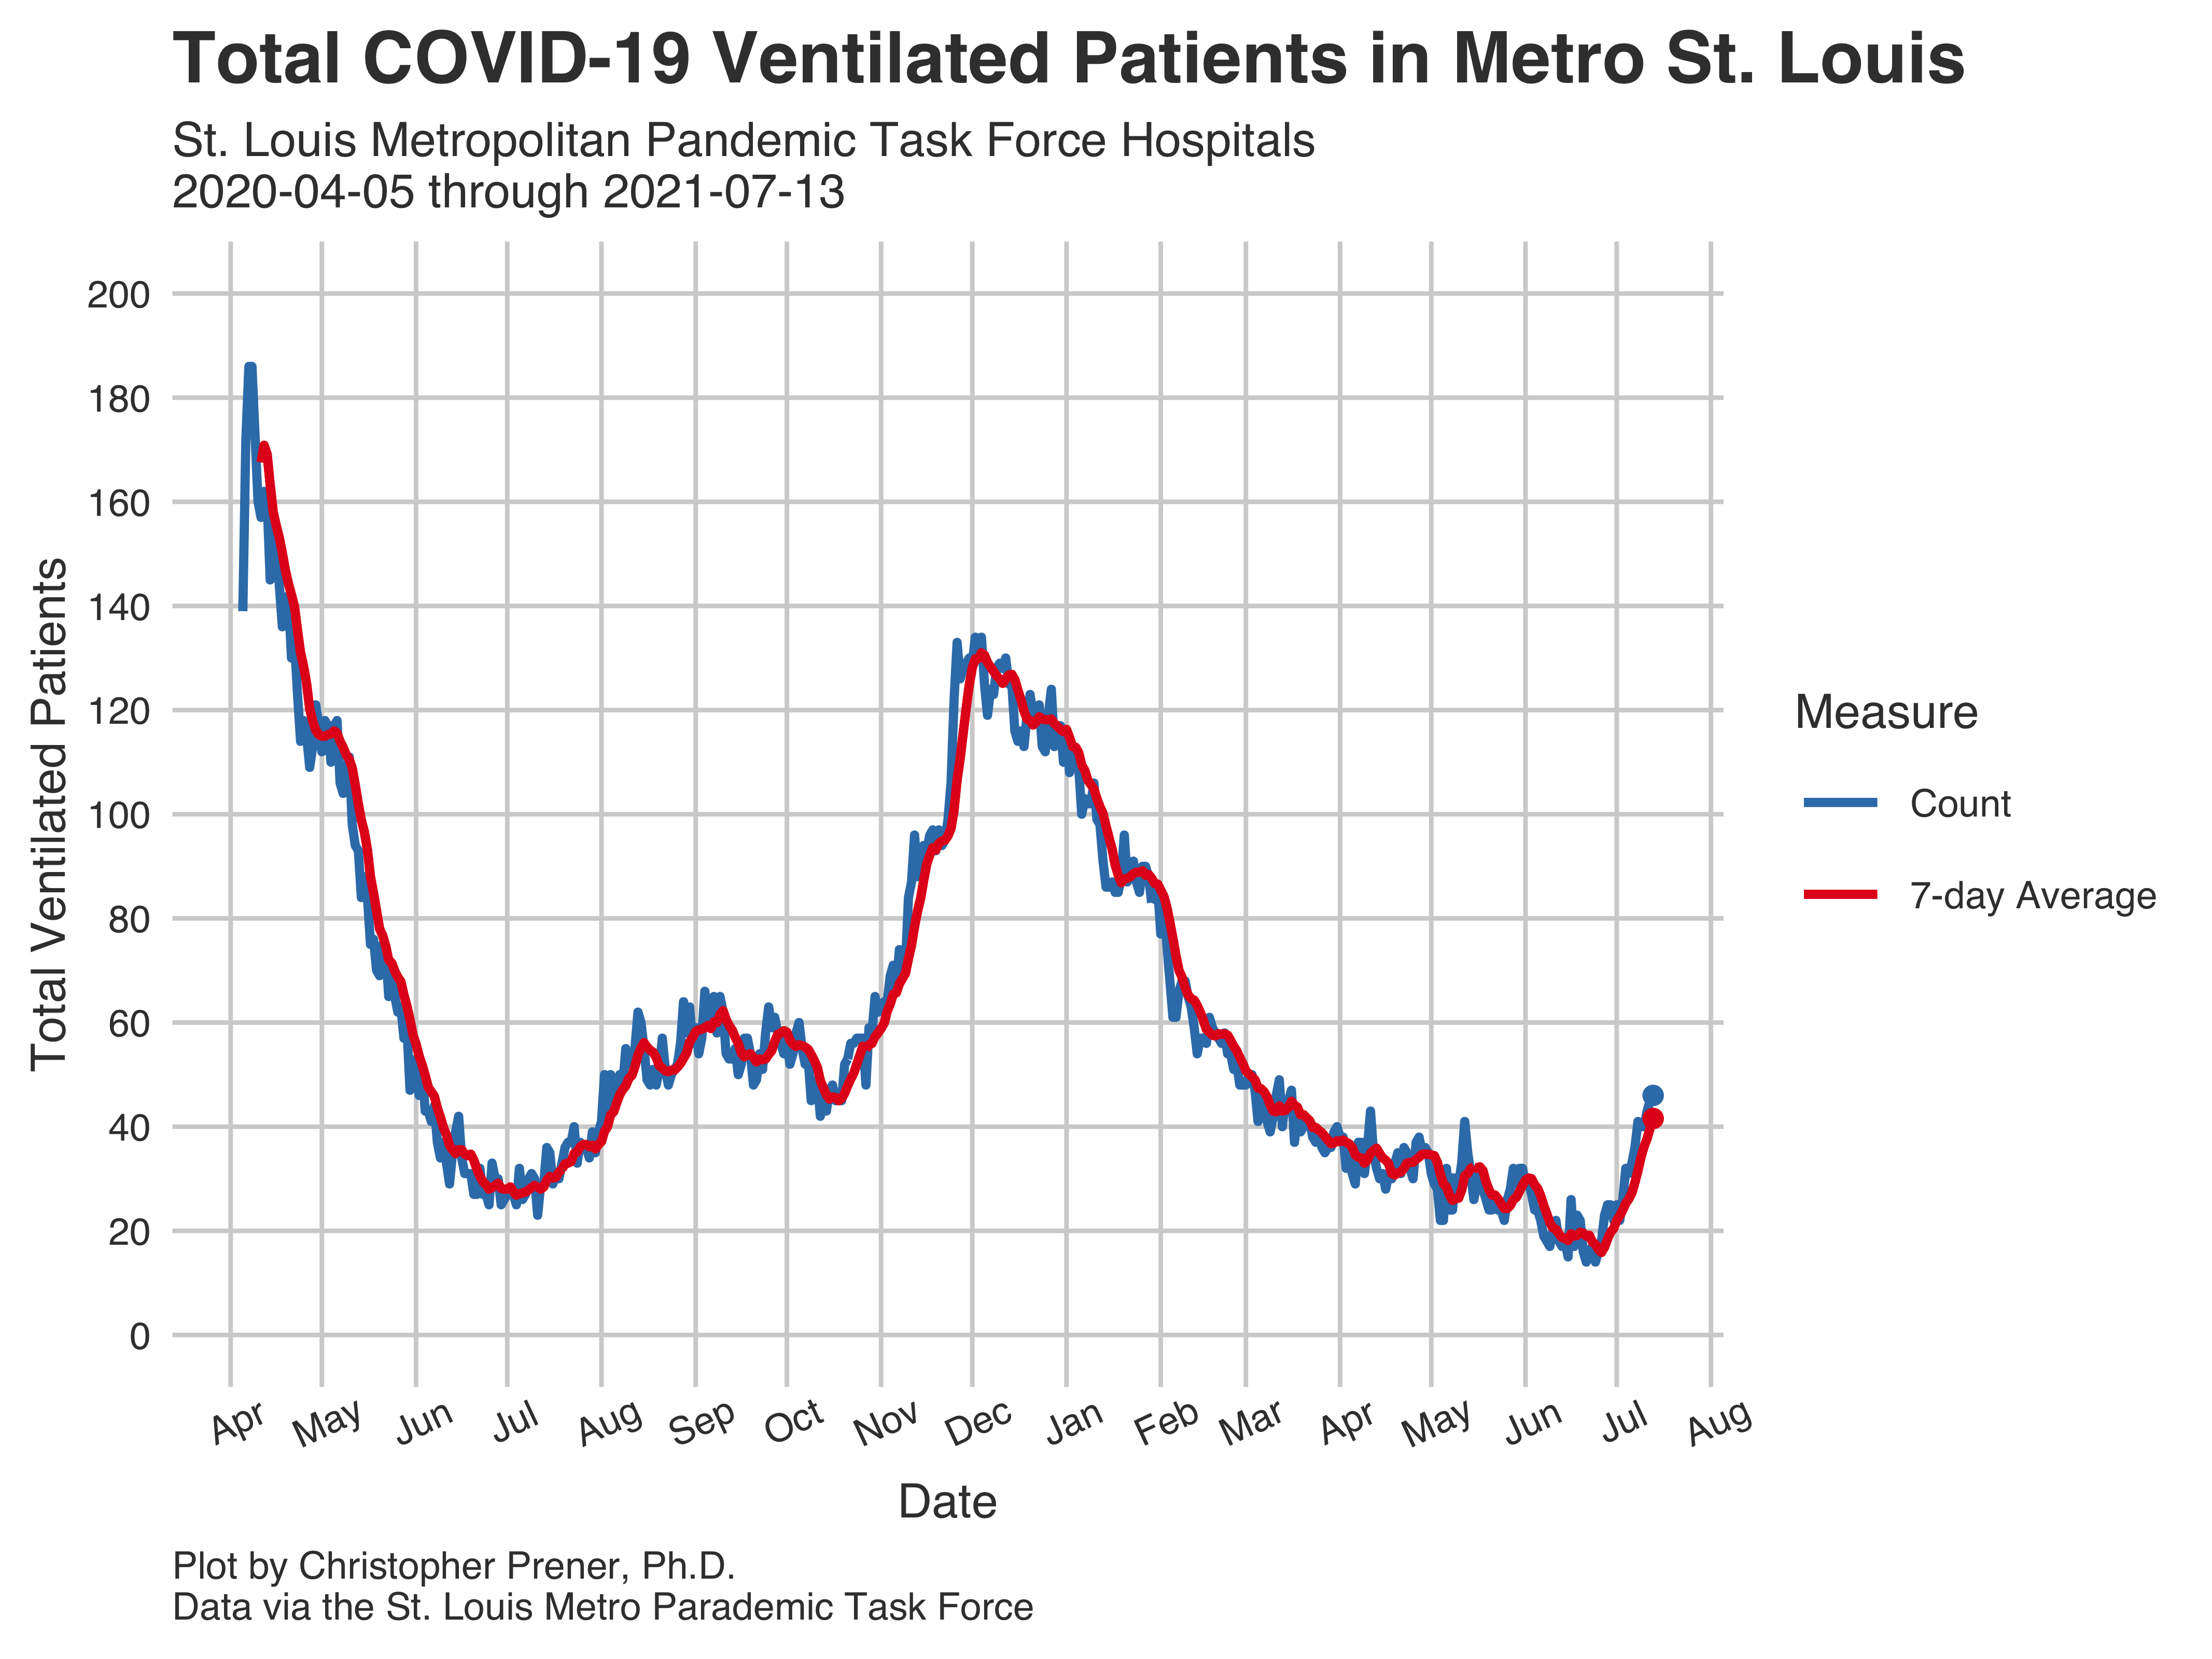 Total COVID-19 Ventilated Patients in Metro St. Louis
St. Louis Metropolitan Pandemic Task Force Hospitals
2020-04-05 through 2021-07-13
Total Ventilated Patients
200
180
160
140
120
100
80
60
40
20
0
Apr May Jun Jul Aug Sep Oct Nov Dec Jan Feb Mar Apr May Jun Jul Aug
Date
Measure
Count
7-day Average
Plot by Christopher Prener, Ph.D.
Data via the St. Louis Metro Parademic Task Force